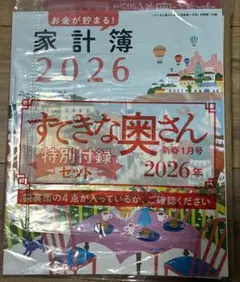 お金が貯まる!
家計簿
2026
すてきな奥さん
新春1月号
特別付録
セット
2026年
裏面の4点が入っているか、ご確認ください